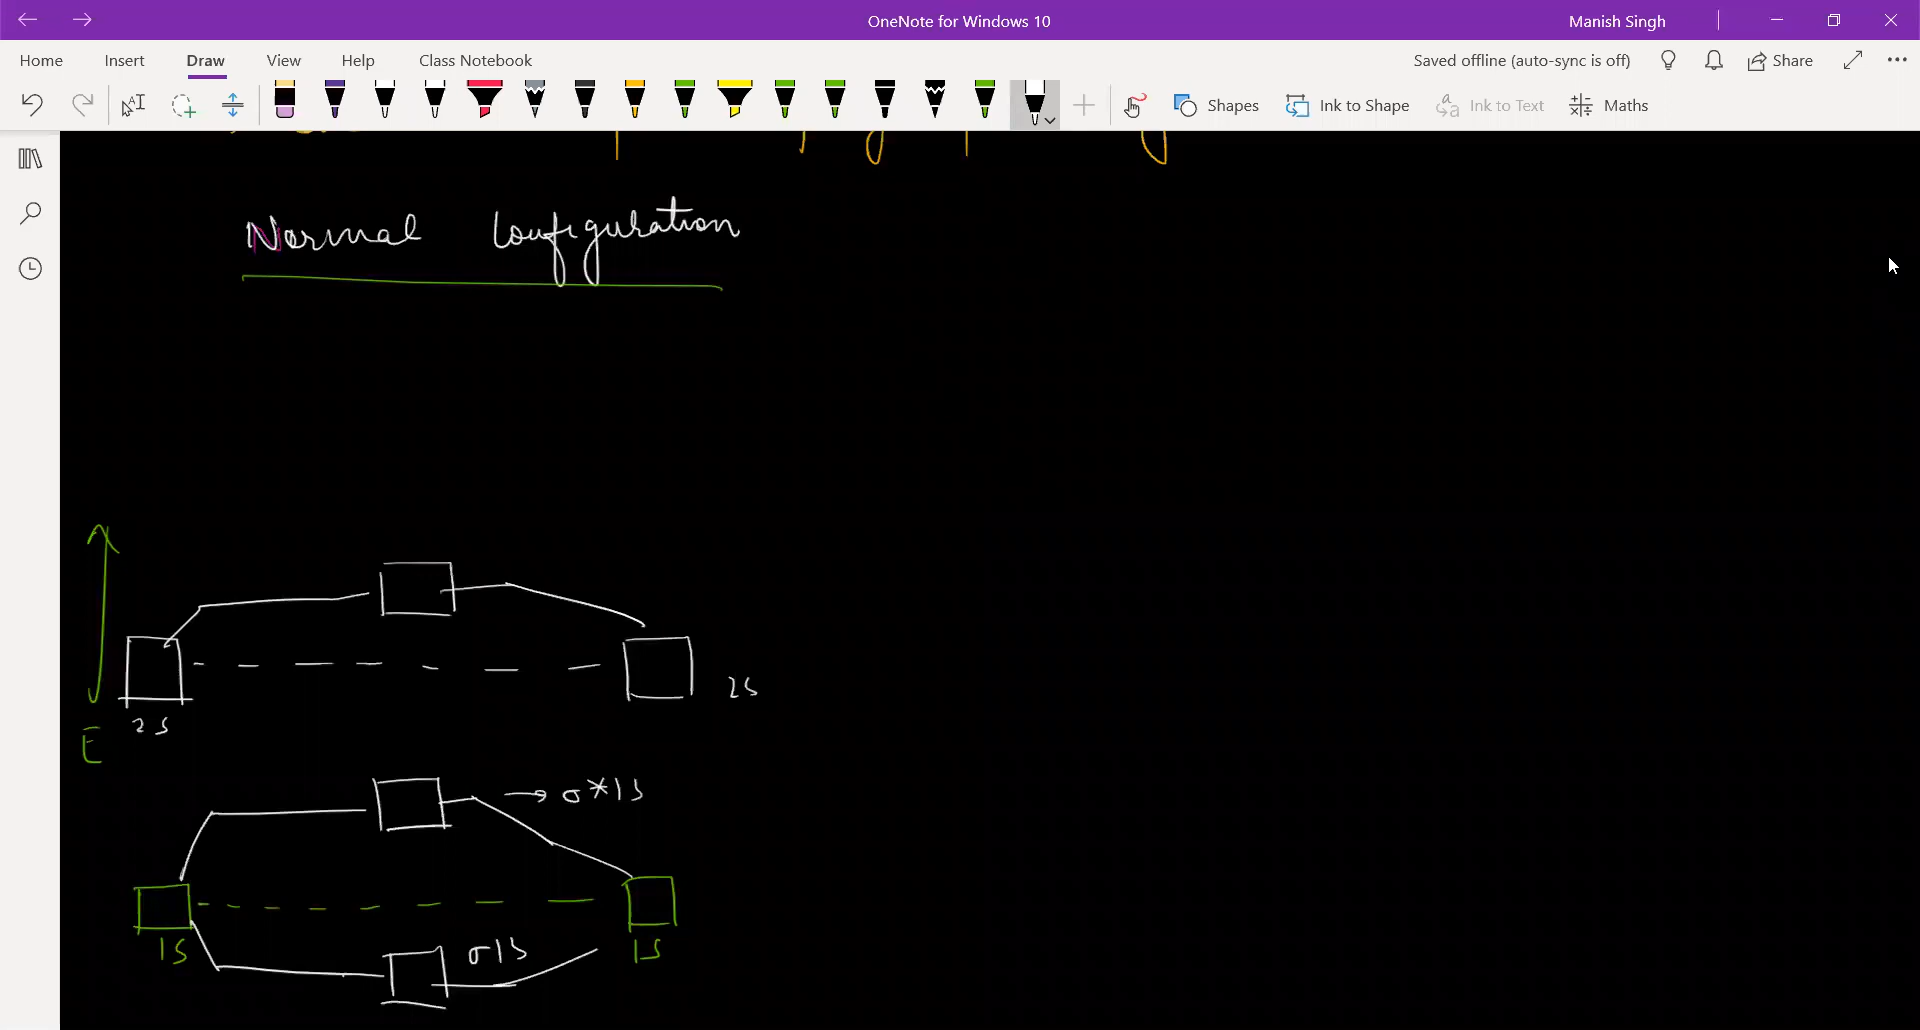 OneNote for Windows 10
Manish Singh
Home Insert Draw View Help Class Notebook
Saved offline (auto-sync is off) Share
Shapes Ink to Shape Ink to Text Maths
Normal Configuration
2s
2s
E
σ*1s
1s
σ1s
1s